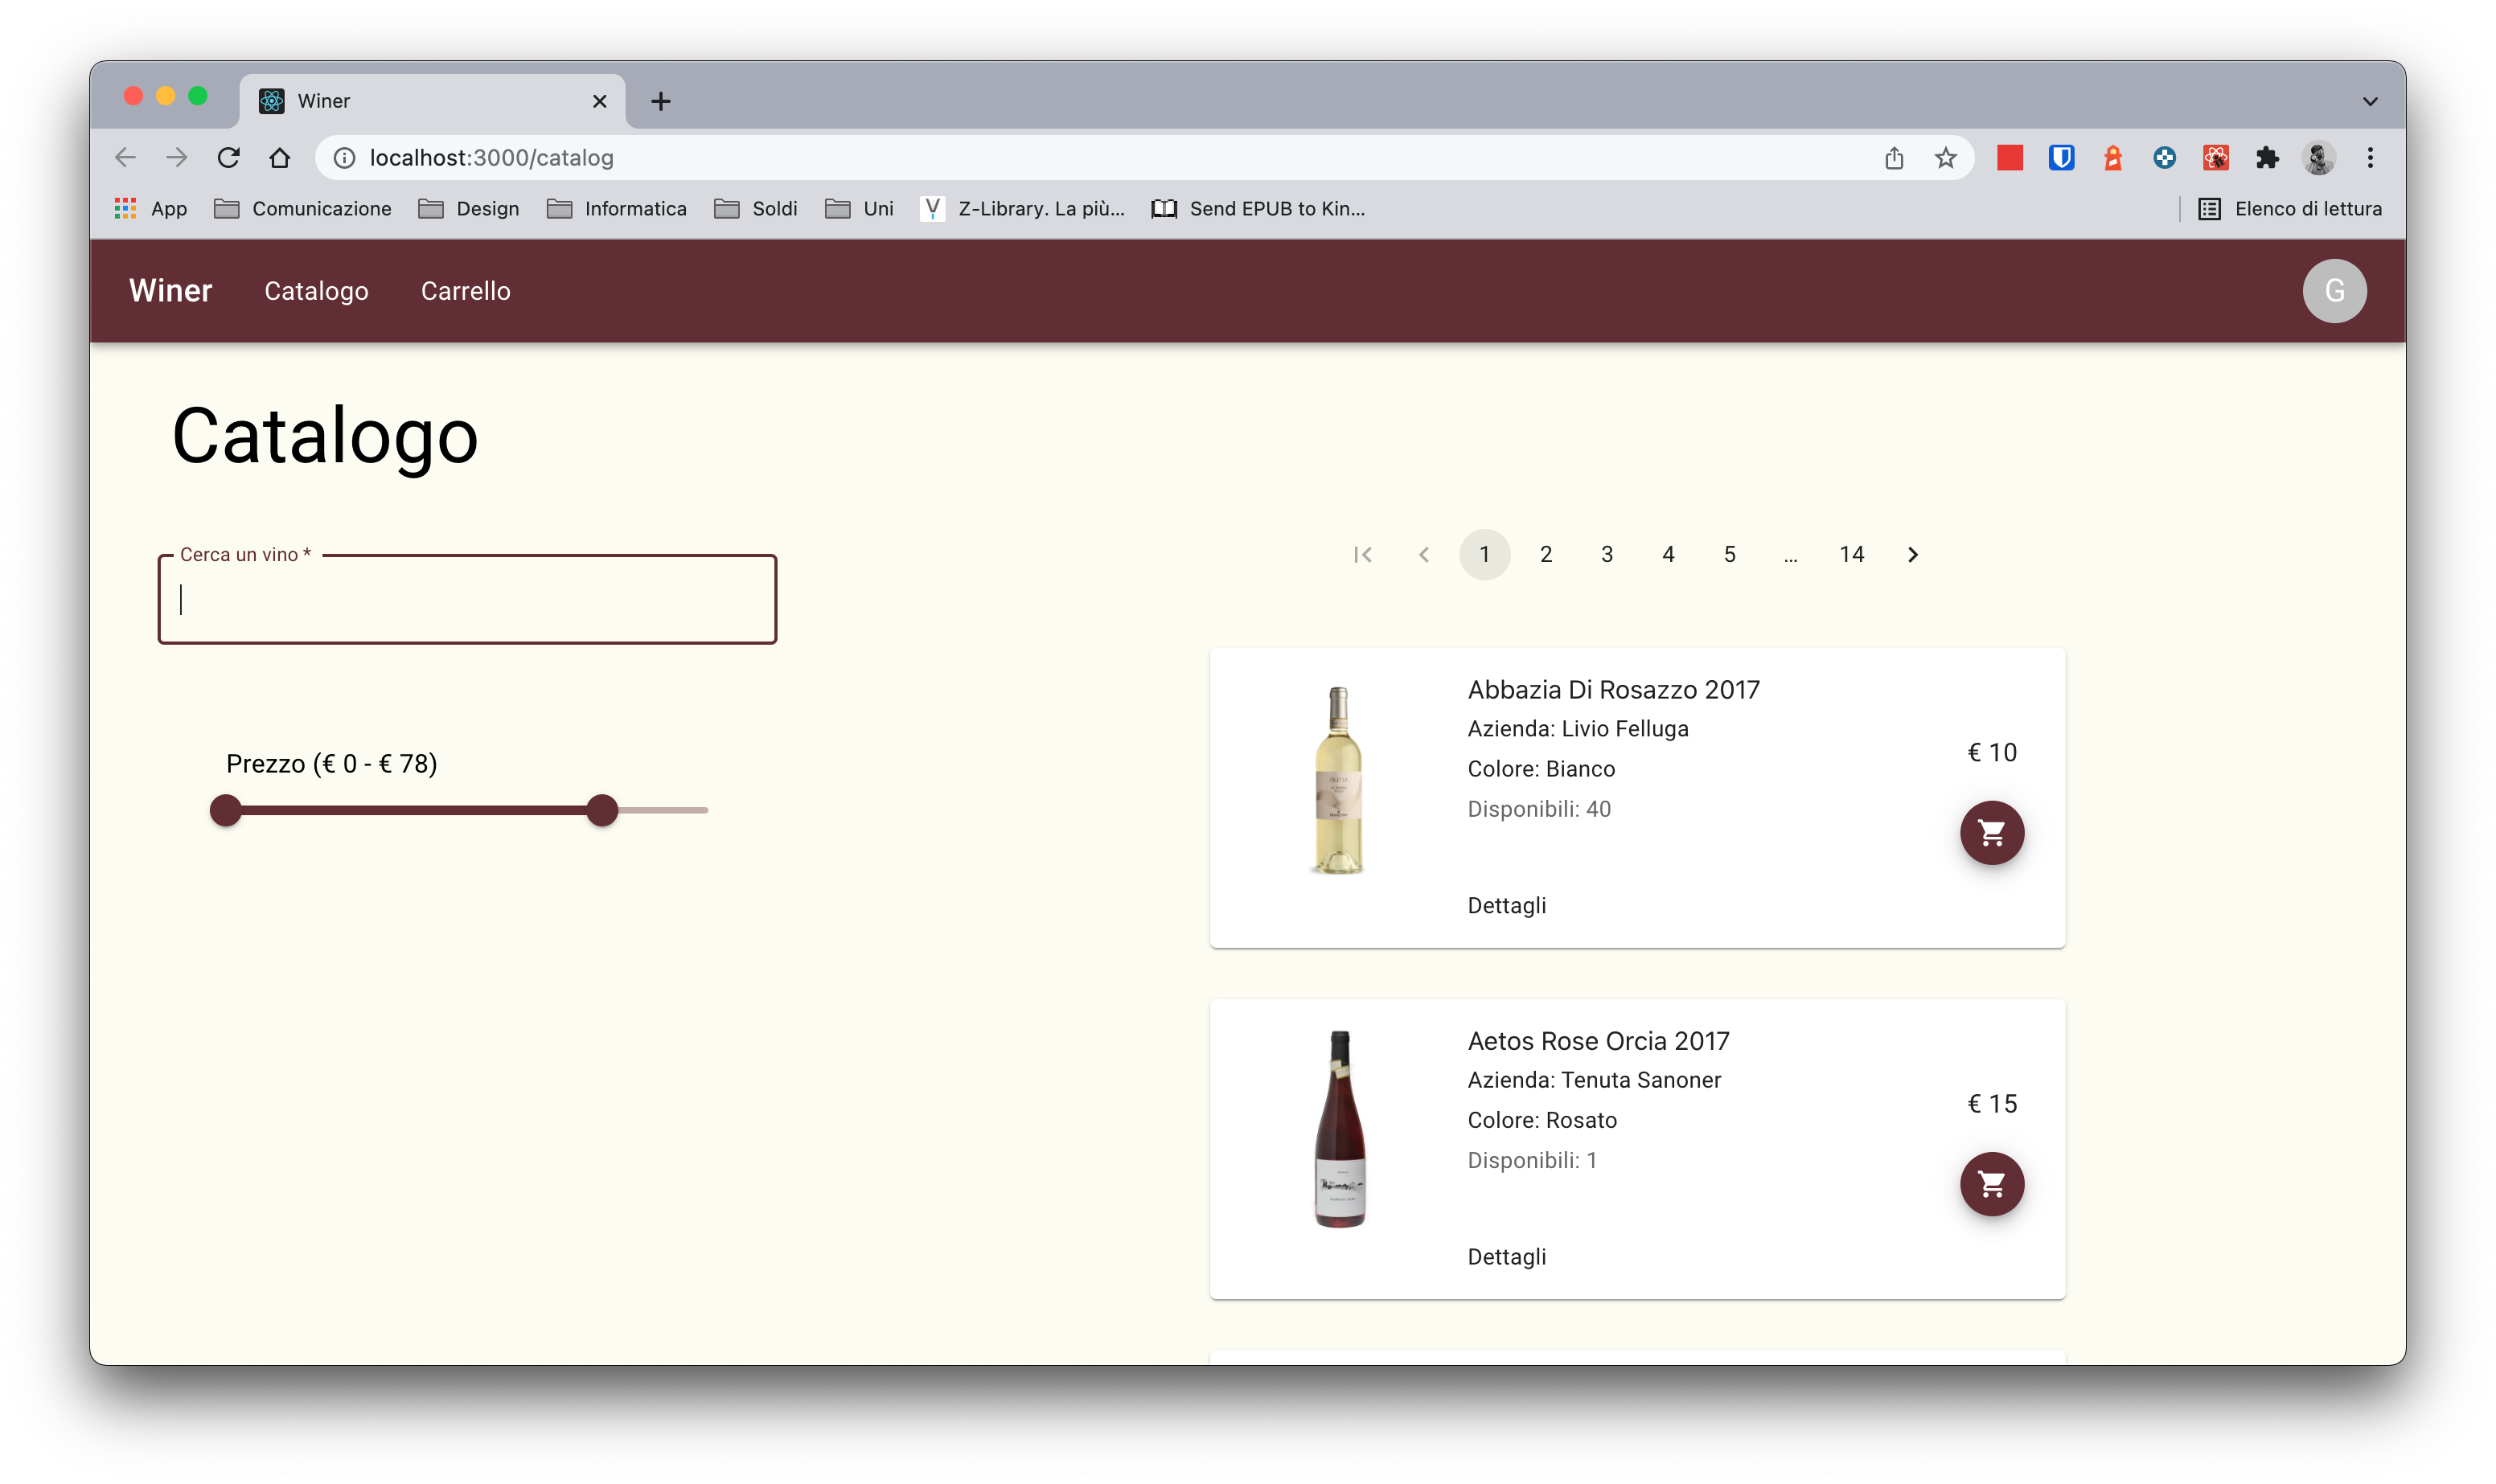 Winer
localhost:3000/catalog
App Comunicazione Design Informatica Soldi Uni Z-Library. La più... Send EPUB to Kin... Elenco di lettura
Winer Catalogo Carrello G
Catalogo
Cerca un vino *
1 2 3 4 5 ... 14
Prezzo (€ 0 - € 78)
Abbazia Di Rosazzo 2017
Azienda: Livio Felluga
€ 10
Colore: Bianco
Disponibili: 40
Dettagli
Aetos Rose Orcia 2017
Azienda: Tenuta Sanoner
€ 15
Colore: Rosato
Disponibili: 1
Dettagli